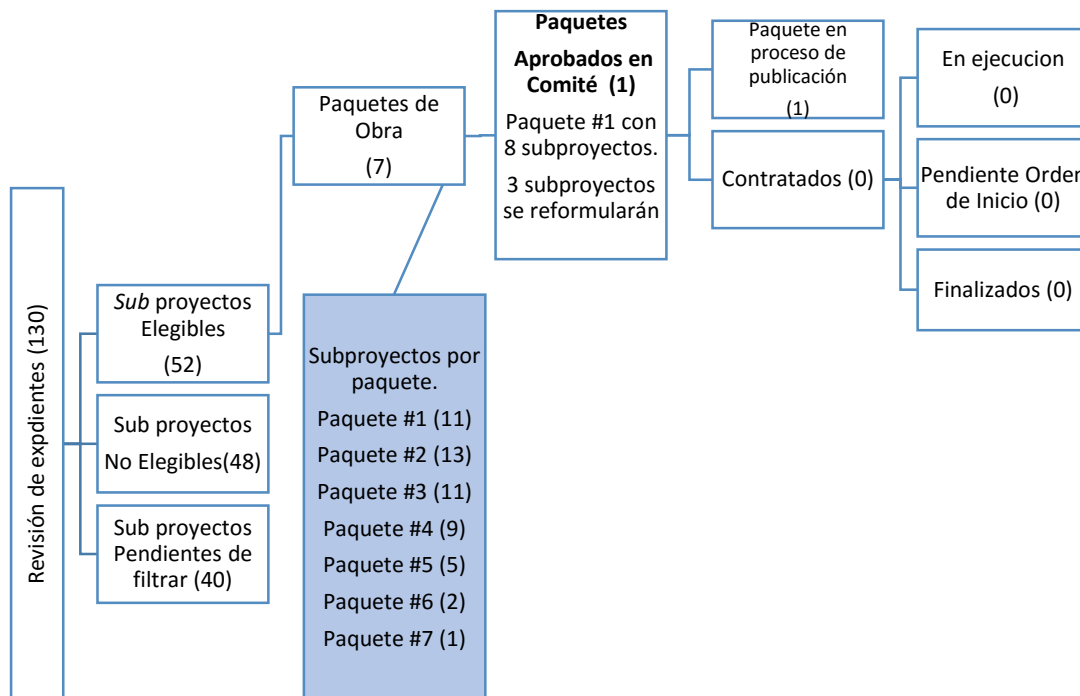 Revisión de expdientes (130)
Sub proyectos
Elegibles
(52)
Sub proyectos
No Elegibles(48)
Sub proyectos
Pendientes de
filtrar (40)
Paquetes de
Obra
(7)
Subproyectos por
paquete.
Paquete #1 (11)
Paquete #2 (13)
Paquete #3 (11)
Paquete #4 (9)
Paquete #5 (5)
Paquete #6 (2)
Paquete #7 (1)
Paquetes
Aprobados en
Comité (1)
Paquete #1 con
8 subproyectos.
3 subproyectos
se reformularán
Paquete en
proceso de
publicación
(1)
Contratados (0)
En ejecucion
(0)
Pendiente Orden
de Inicio (0)
Finalizados (0)